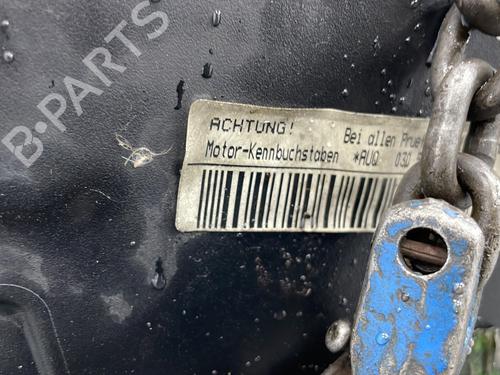 B-PARTS
ACHTUNG! Bei allen Prue
Motor-Kennbuchstaben *AUQ 030